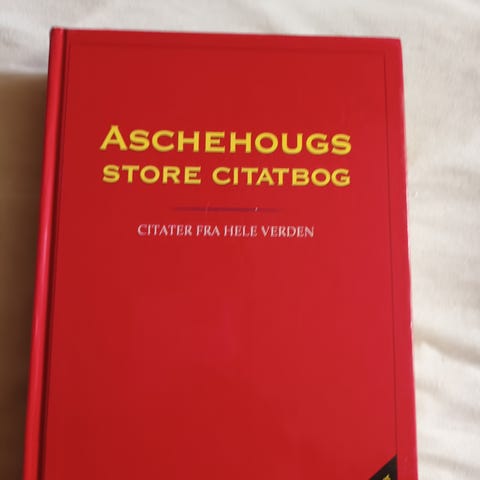 ASCHEHOUGS
STORE CITATBOG
CITATER FRA HELE VERDEN